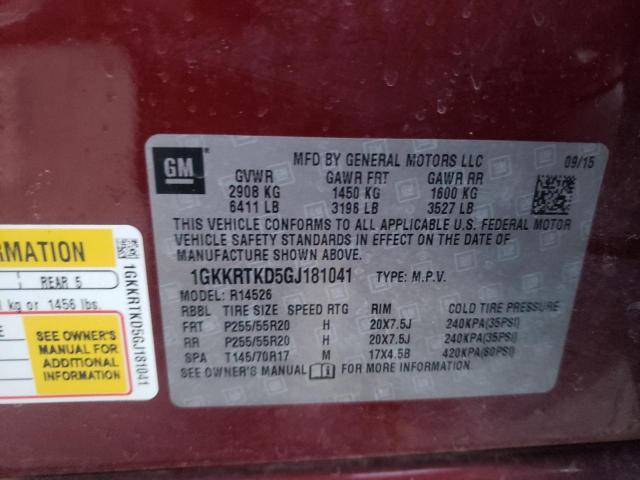 GM
MFD BY GENERAL MOTORS LLC 09/15
GVWR GAWR FRT GAWR RR
2908 KG 1450 KG 1600 KG
6411 LB 3196 LB 3527 LB
THIS VEHICLE CONFORMS TO ALL APPLICABLE U.S. FEDERAL MOTOR
VEHICLE SAFETY STANDARDS IN EFFECT ON THE DATE OF
MANUFACTURE SHOWN ABOVE.
1GKKRTKD5GJ181041 TYPE: M.P.V.
MODEL: R14526
RBBL TIRE SIZE SPEED RTG RIM COLD TIRE PRESSURE
FRT P255/55R20 H 20X7.5J 240KPA(35PSI)
RR P255/55R20 H 20X7.5J 240KPA(35PSI)
SPA T145/70R17 M 17X4.5B 420KPA(60PSI)
SEE OWNER'S MANUAL FOR MORE INFORMATION.
REAR 5
kg or 1456 lbs.
SEE OWNER'S
MANUAL FOR
ADDITIONAL
INFORMATION
1GKKRTKD5GJ181041